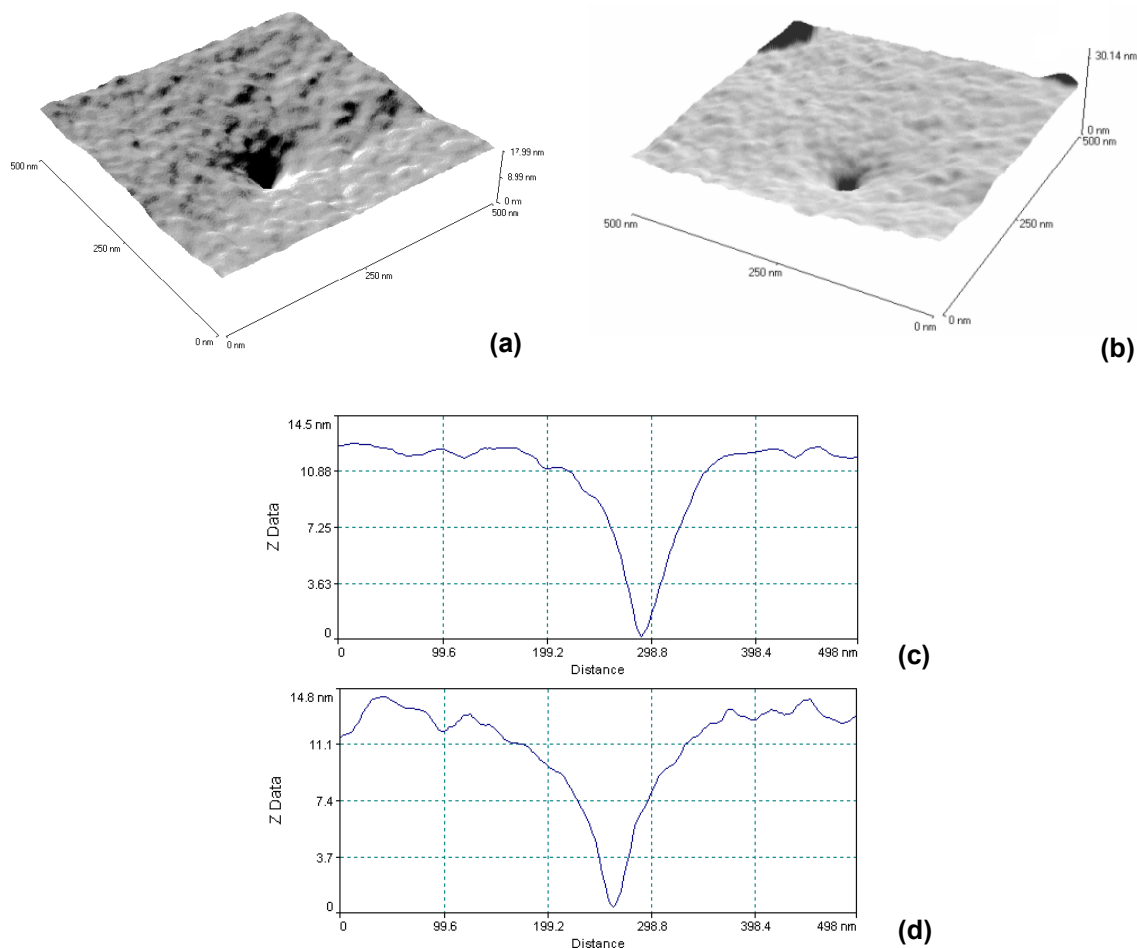 500 nm
250 nm
0 nm
0 nm
250 nm
500 nm
0 nm
8.99 nm
17.99 nm
(a)
30.14 nm
0 nm
500 nm
250 nm
0 nm
500 nm
250 nm
0 nm
(b)
14.5 nm
10.88
7.25
3.63
0
Z Data
0
99.6
199.2
298.8
398.4
498 nm
Distance
(c)
14.8 nm
11.1
7.4
3.7
0
Z Data
0
99.6
199.2
298.8
398.4
498 nm
Distance
(d)